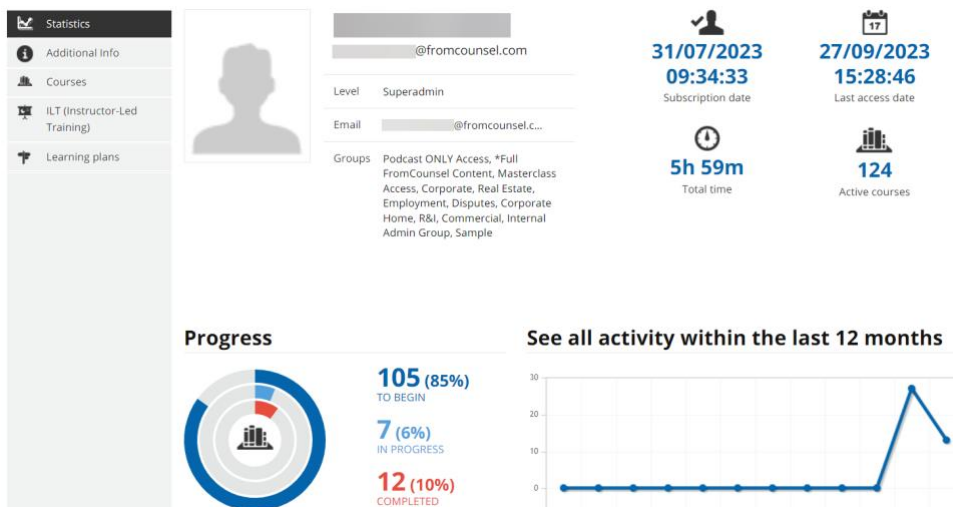 Statistics
Additional Info
Courses
ILT (Instructor-Led
Training)
Learning plans
@fromcounsel.com
Level Superadmin
Email @fromcounsel.c...
Groups Podcast ONLY Access, *Full
FromCounsel Content, Masterclass
Access, Corporate, Real Estate,
Employment, Disputes, Corporate
Home, R&I, Commercial, Internal
Admin Group, Sample
31/07/2023
09:34:33
Subscription date
17
27/09/2023
15:28:46
Last access date
5h 59m
Total time
124
Active courses
Progress
105 (85%)
TO BEGIN
7 (6%)
IN PROGRESS
12 (10%)
COMPLETED
See all activity within the last 12 months
30
20
10
0